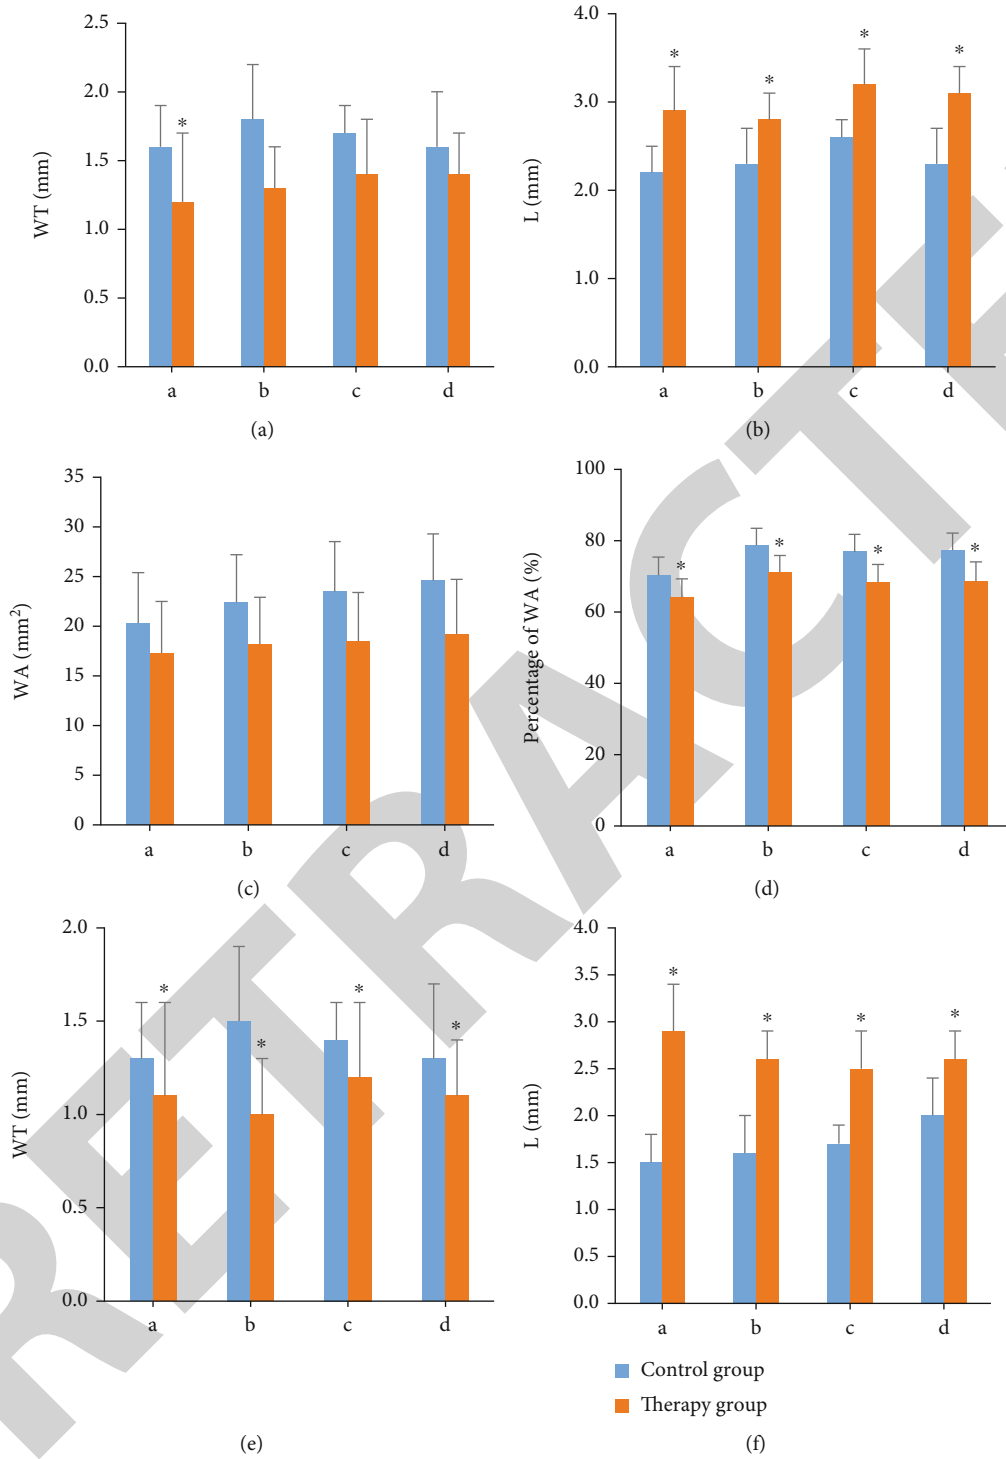 2.5
2.0
1.5
1.0
0.5
0.0
WT (mm)
*
a b c d
(a)
4.0
3.0
2.0
1.0
0.0
L (mm)
* * * *
a b c d
(b)
35
30
25
20
15
10
5
0
WA (mm²)
a b c d
(c)
100
80
60
40
20
0
Percentage of WA (%)
* * * *
a b c d
(d)
2.0
1.5
1.0
0.5
0.0
WT (mm)
* * * *
a b c d
(e)
4.0
3.5
3.0
2.5
2.0
1.5
1.0
0.5
0.0
L (mm)
* * * *
a b c d
Control group
Therapy group
(f)
RETRACTE